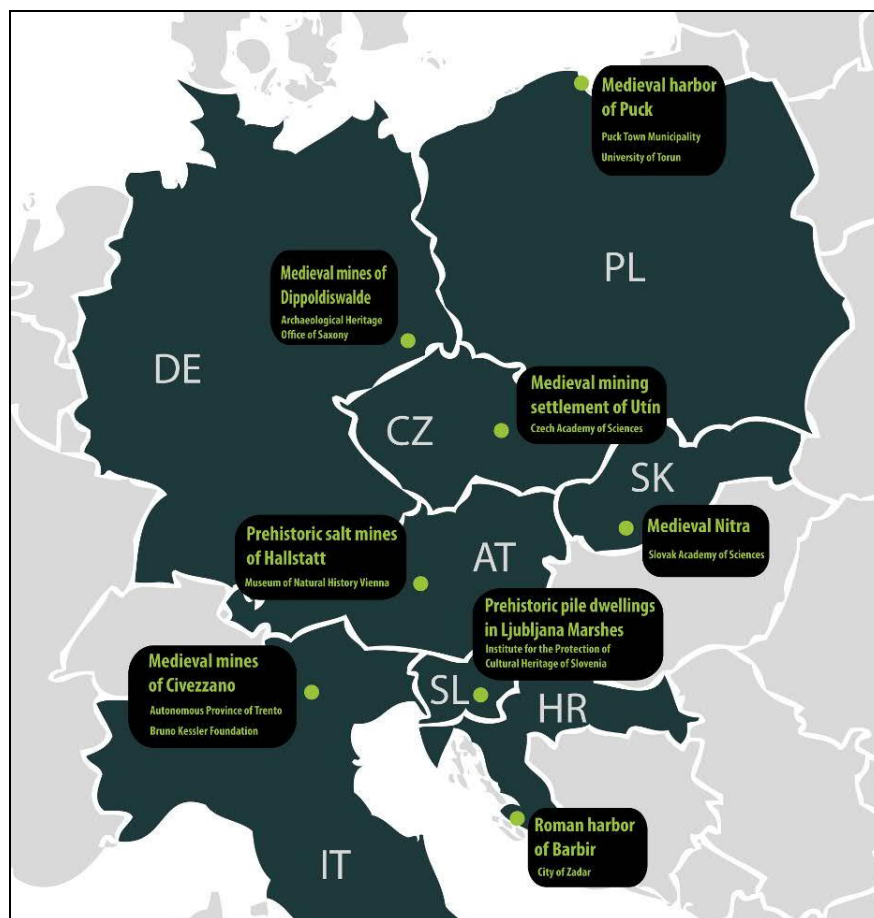 Medieval harbor
of Puck
Puck Town Municipality
University of Torun
PL
Medieval mines of
Dippoldiswalde
Archaeological Heritage
Office of Saxony
DE
Medieval mining
settlement of Utín
Czech Academy of Sciences
CZ
SK
Medieval Nitra
Slovak Academy of Sciences
Prehistoric salt mines
of Hallstatt
Museum of Natural History Vienna
AT
Prehistoric pile dwellings
in Ljubljana Marshes
Institute for the Protection of
Cultural Heritage of Slovenia
Medieval mines
of Civezzano
Autonomous Province of Trento
Bruno Kessler Foundation
SL
HR
Roman harbor
of Barbir
City of Zadar
IT